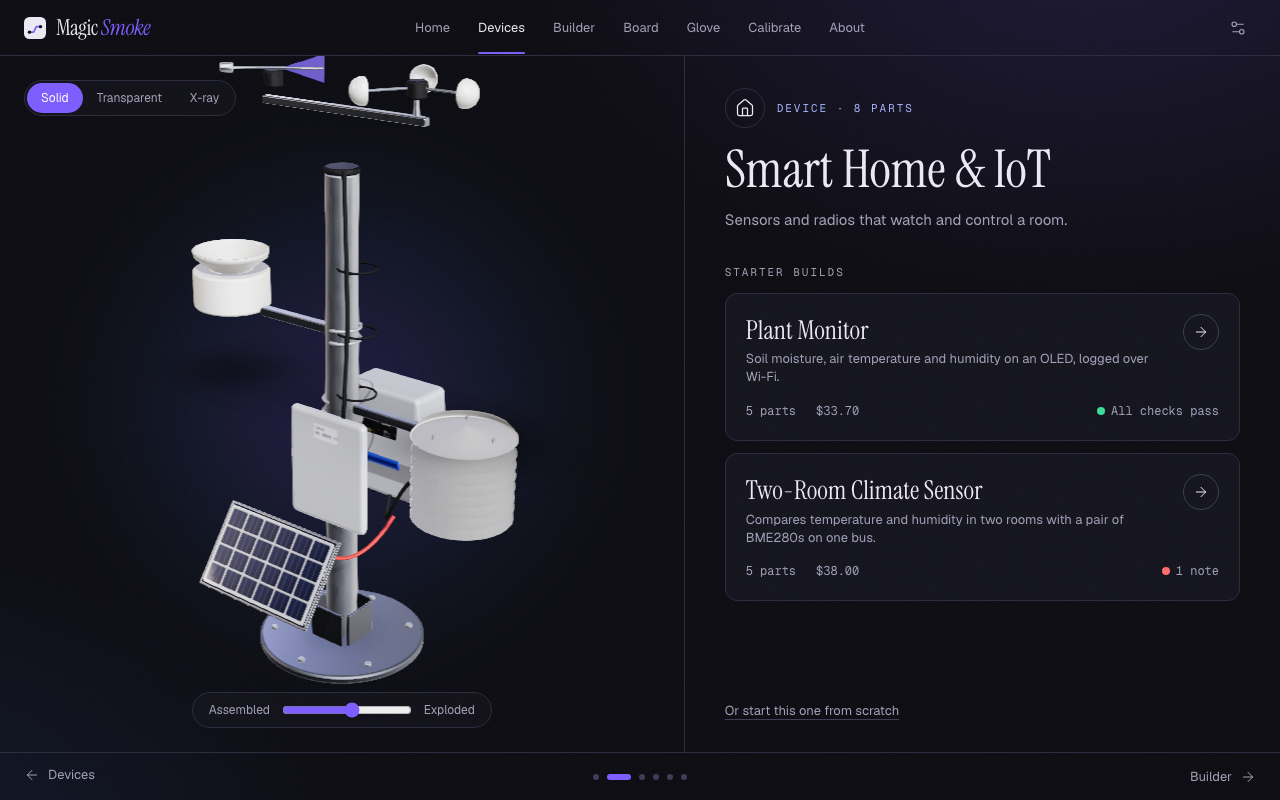 Magic Smoke
Home
Devices
Builder
Board
Glove
Calibrate
About
Solid
Transparent
X-ray
DEVICE · 8 PARTS
Smart Home & IoT
Sensors and radios that watch and control a room.
STARTER BUILDS
Plant Monitor
Soil moisture, air temperature and humidity on an OLED, logged over
Wi-Fi.
5 parts $33.70
All checks pass
Two-Room Climate Sensor
Compares temperature and humidity in two rooms with a pair of
BME280s on one bus.
5 parts $38.00
1 note
Assembled
Exploded
Or start this one from scratch
Devices
Builder